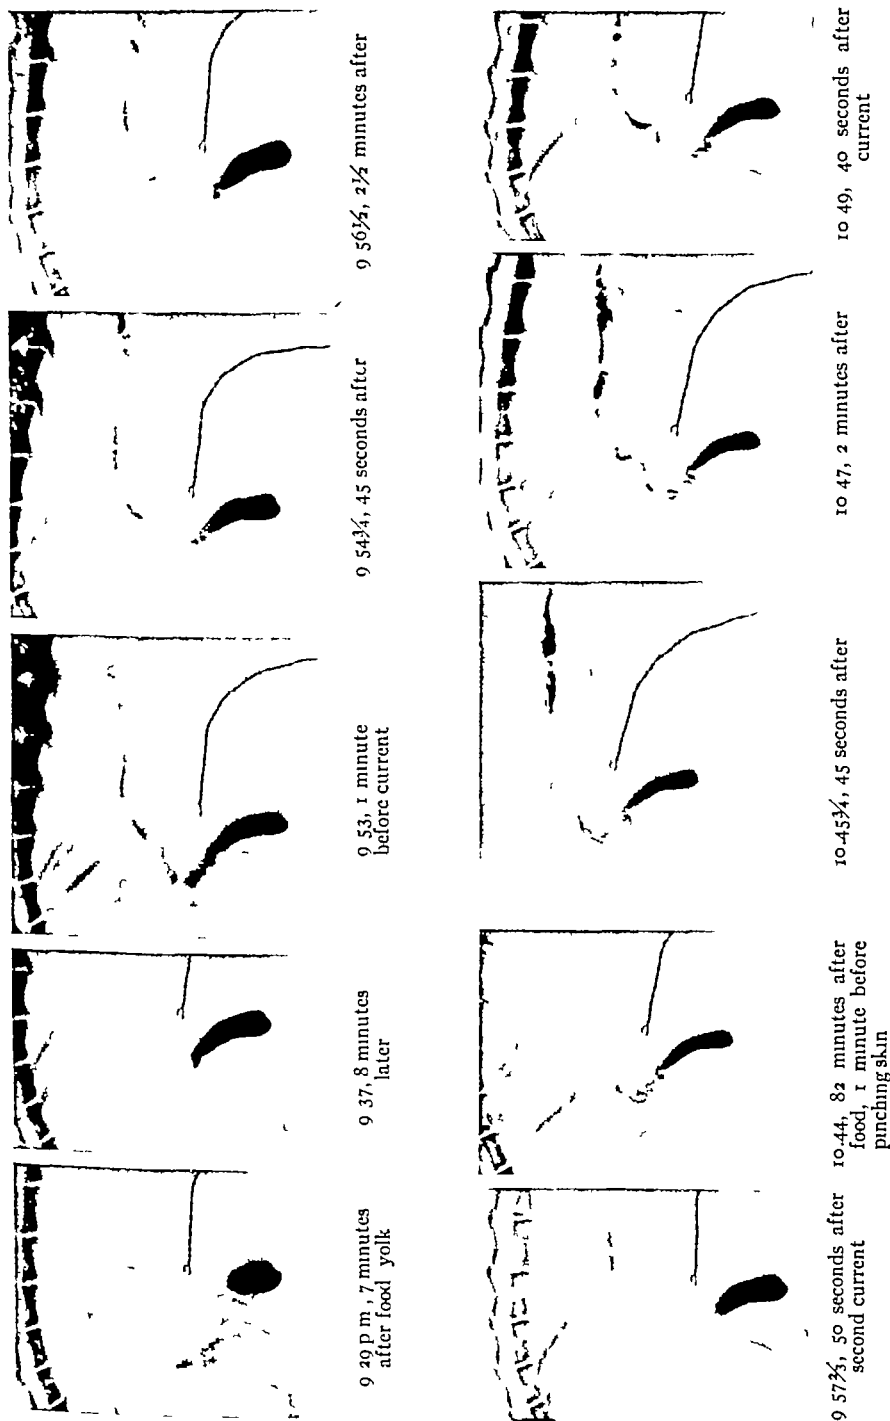 9 29 p m , 7 minutes
after food yolk
9 37, 8 minutes
later
9 53, 1 minute
before current
9 54¾, 45 seconds after
9 56½, 2½ minutes after
9 57⅔, 50 seconds after
second current
10.44, 82 minutes after
food, 1 minute before
pinching skin
10.45¾, 45 seconds after
10 47, 2 minutes after
10 49, 40 seconds after
current